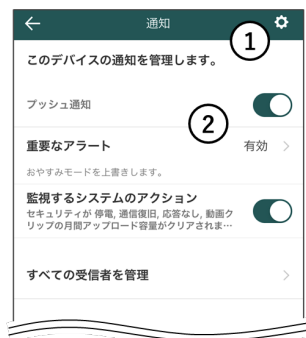 通知
1
このデバイスの通知を管理します。
プッシュ通知
2
重要なアラート 有効
おやすみモードを上書きします。
監視するシステムのアクション
セキュリティが 停電, 通信復旧, 応答なし, 動画ク
リップの月間アップロード容量がクリアされま…
すべての受信者を管理